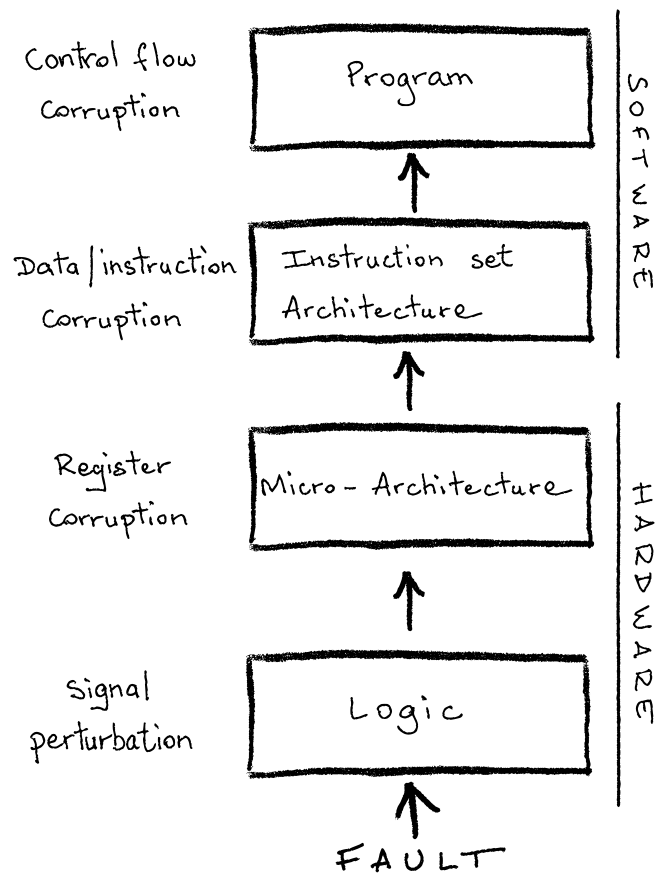 Control flow
Corruption
Program
Data/instruction
Corruption
Instruction set
Architecture
SOFTWARE
Register
Corruption
Micro-Architecture
Signal
perturbation
Logic
HARDWARE
FAULT